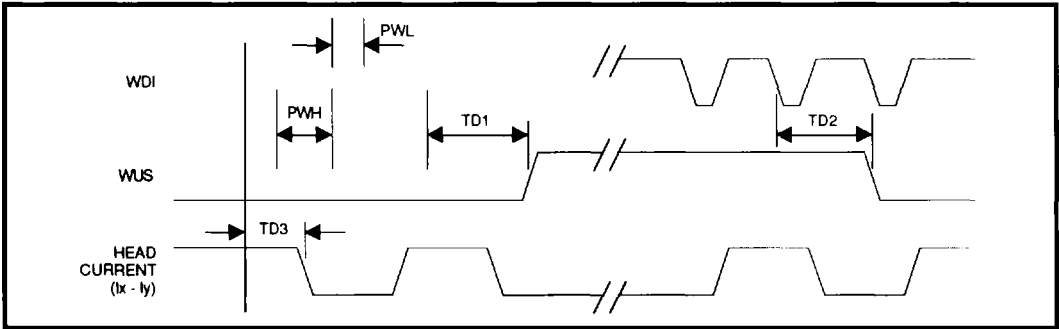 PWL
WDI
PWH
TD1
TD2
WUS
TD3
HEAD
CURRENT
(Ix - Iy)